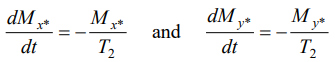 dM_{x*}/dt = -M_{x*}/T_2 and dM_{y*}/dt = -M_{y*}/T_2